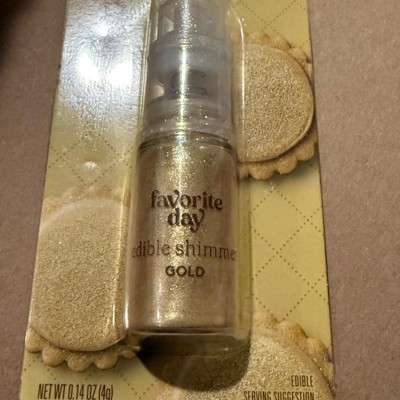 favorite
day
edible shimmer
GOLD
EDIBLE
NET WT 0.14 OZ (4g)
SERVING SUGGESTION